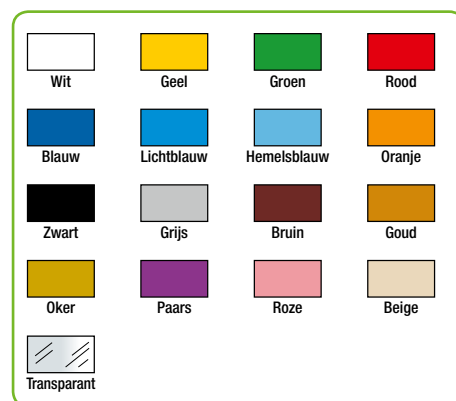 Wit Geel Groen Rood
Blauw Lichtblauw Hemelsblauw Oranje
Zwart Grijs Bruin Goud
Oker Paars Roze Beige
Transparant